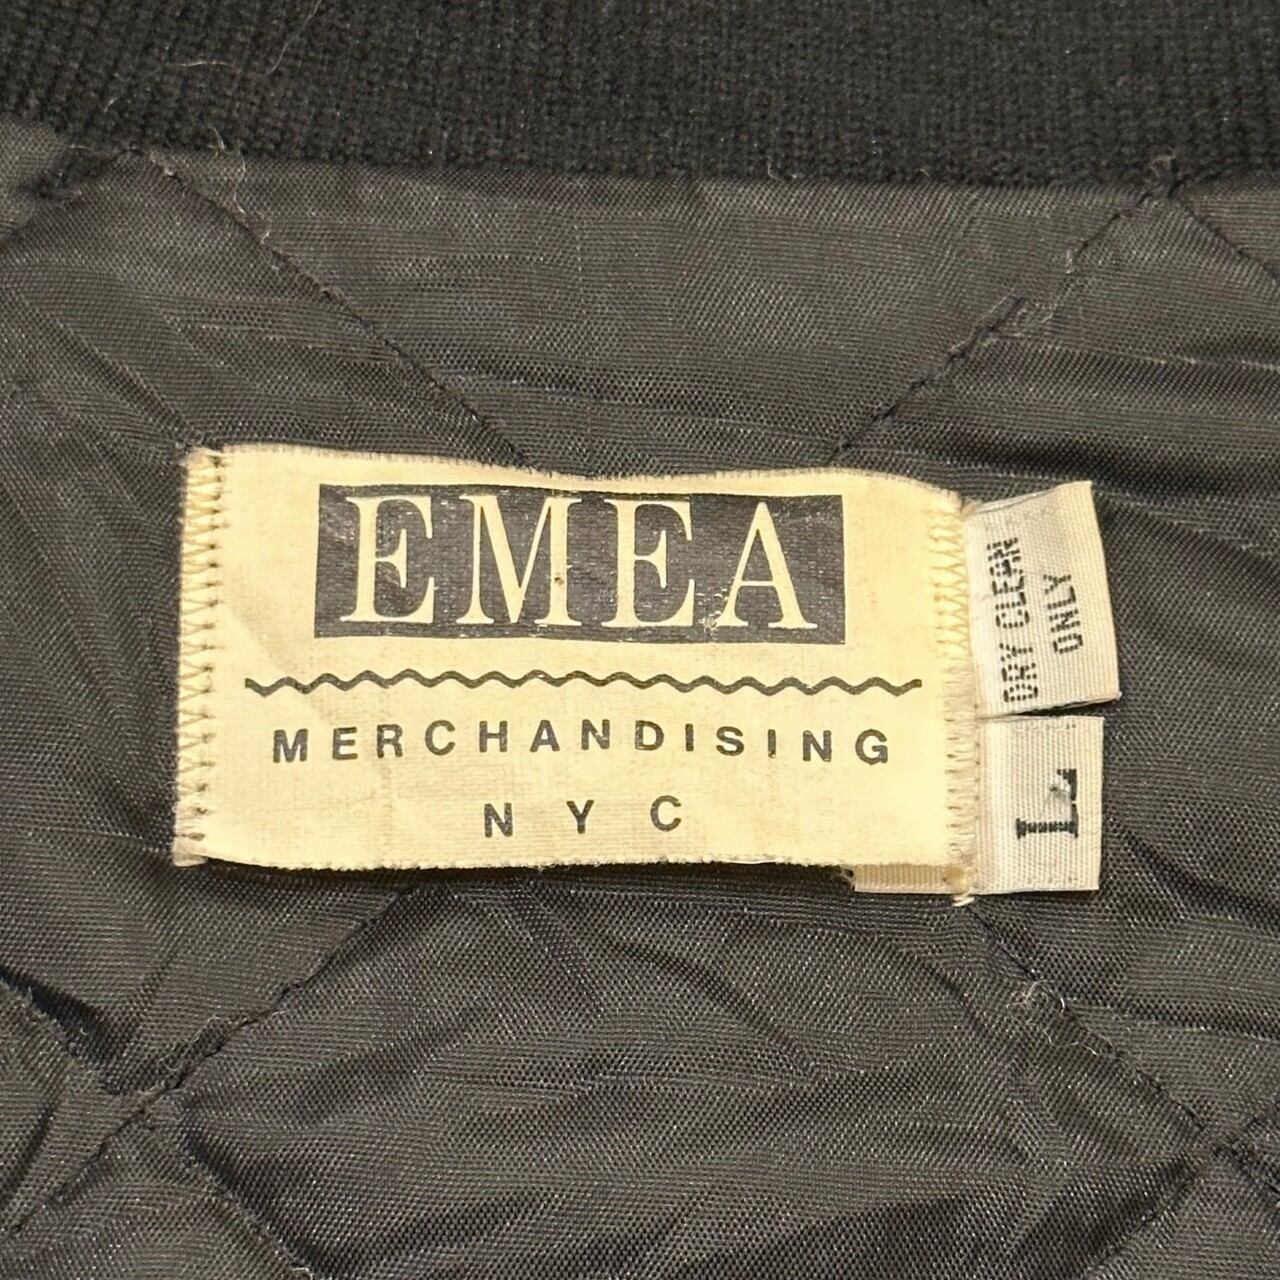 EMEA
MERCHANDISING
NYC
DRY CLEAN
ONLY
L